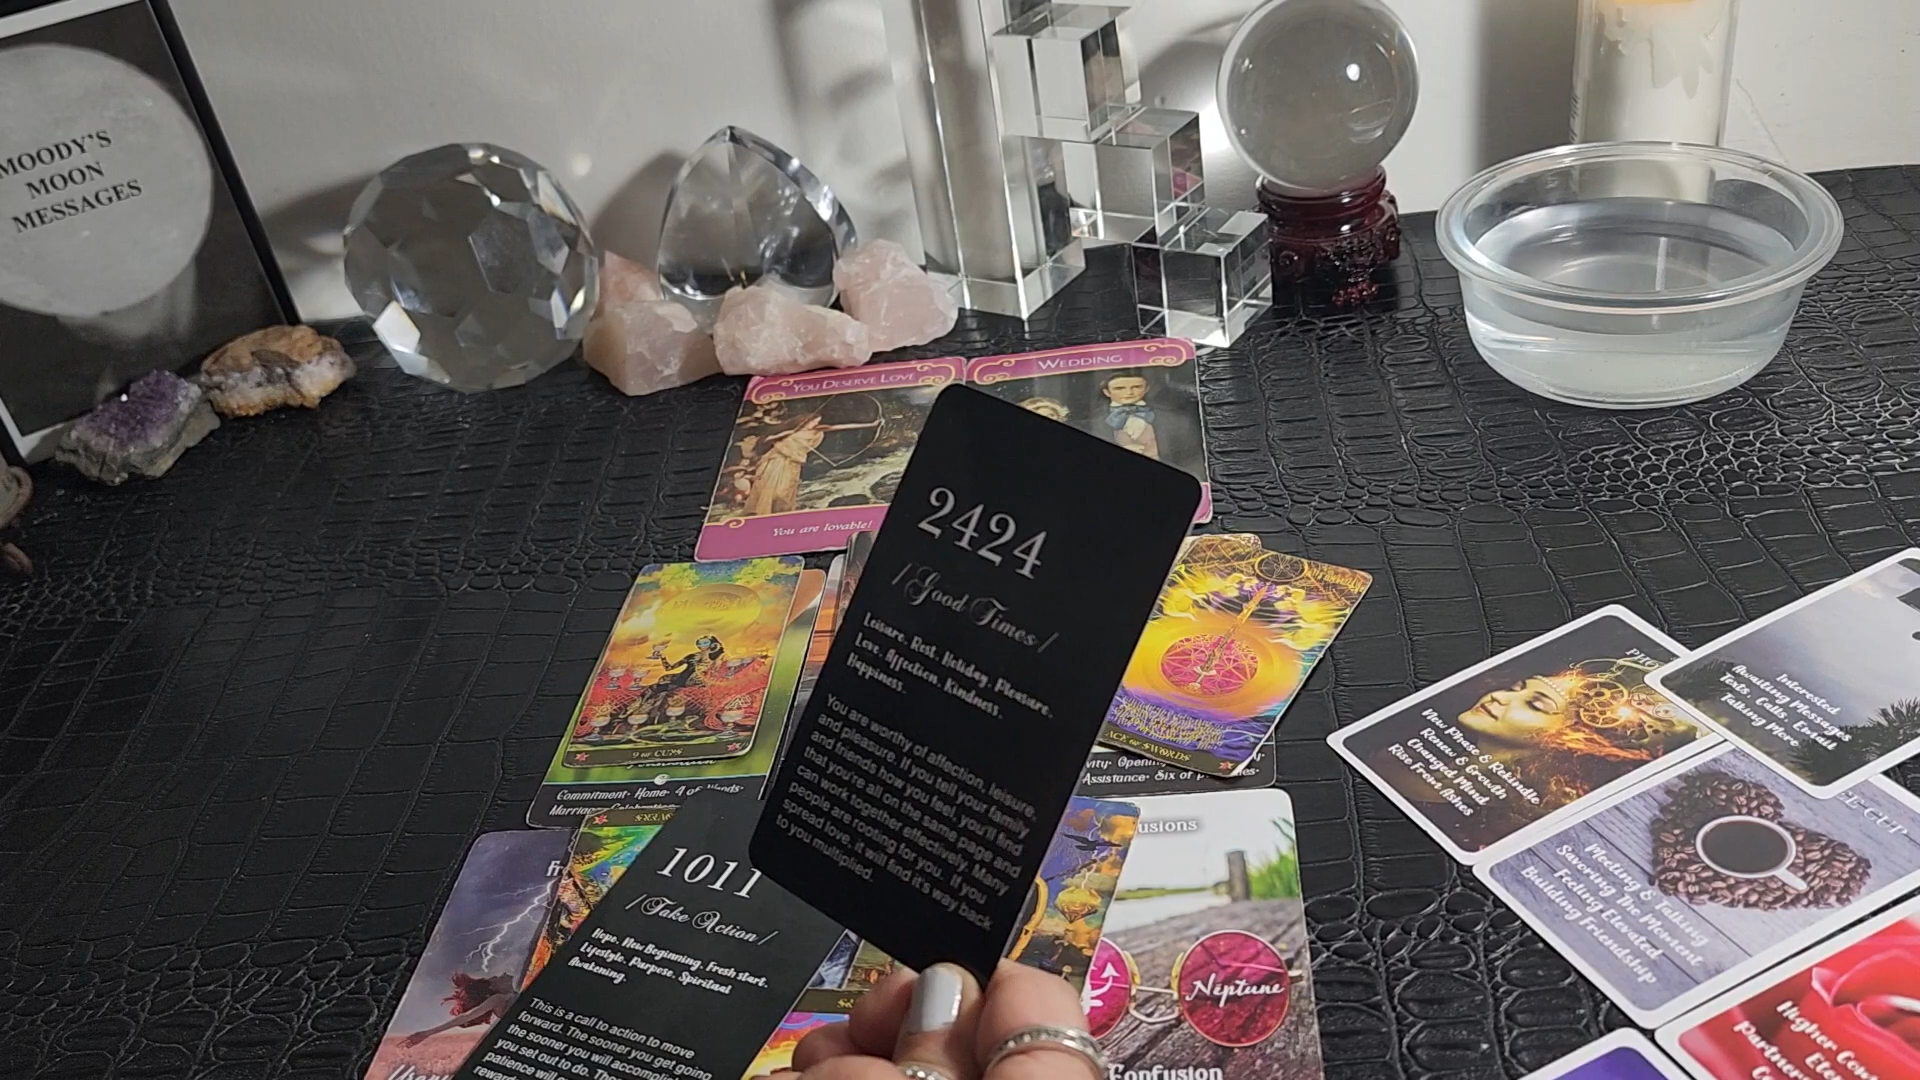 MOODY'S
MOON
MESSAGES
YOU DESERVE LOVE
You are lovable!
WEDDING
2424
/Good Times/
Leisure, Rest, Holiday, Pleasure,
Love, Affection, Kindness,
Happiness.
You are worthy of affection, leisure,
and pleasure. If you tell your family
and friends how you feel, you'll find
that you're all on the same page and
can work together effectively. Many
people are rooting for you. If you
spread love, it will find it's way back
to you multiplied.
9 OF CUPS
Commitment· Home· 4 of Wands·
ACE OF SWORDS
Assistance· Six of
1011
/Take Action/
Hope, New Beginning, Fresh start,
Lifestyle, Purpose, Spiritual
Awakening.
This is a call to action to move
forward. The sooner you get going
the sooner you will
you set out to do.
patience will
Neptune
Confusion
New Phase & Rekindle
Renew & Growth
Changed Mind
Rise From Ashes
Interested
Awaiting Messages
Texts, Calls, Email
Talking More
CUP
Meeting & Talking
Savoring The Moment
Feeling Elevated
Building Friendship
Higher